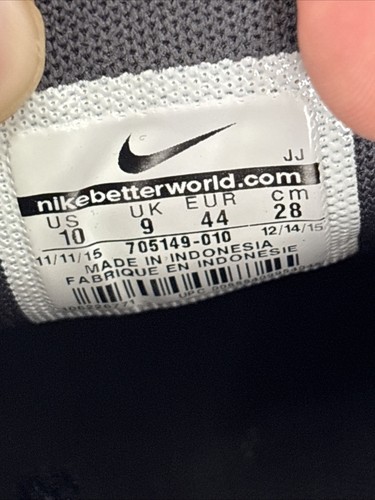 JJ
nikebetterworld.com
US UK EUR cm
10 9 44 28
705149-010
11/11/15 12/14/15
MADE IN INDONESIA
FABRIQUE EN INDONESIE
UPC